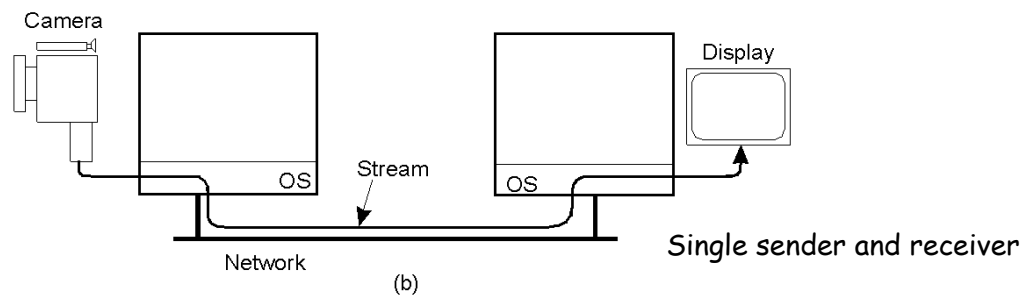 Camera
Display
Stream
OS
OS
Single sender and receiver
Network
(b)